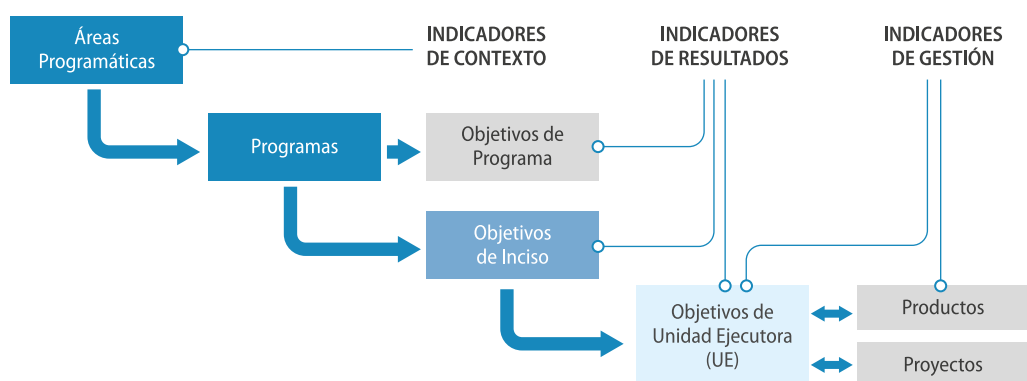 Áreas
Programáticas
INDICADORES
DE CONTEXTO
INDICADORES
DE RESULTADOS
INDICADORES
DE GESTIÓN
Programas
Objetivos de
Programa
Objetivos
de Inciso
Objetivos de
Unidad Ejecutora
(UE)
Productos
Proyectos